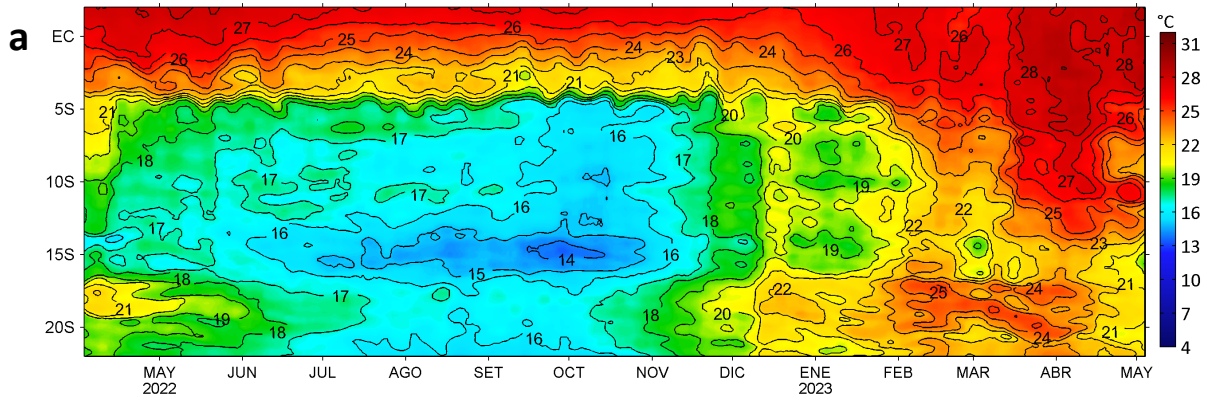 a
°C
EC
5S
10S
15S
20S
27 26 25 24 24 23 24 26 27 26 28 28
26 21 21 26
21 20 20
18 17 16 17 19 27
17 17 16 18 22 22 25
17 16 16 19 23
18 15 14 16
21 19 18 17 16 18 20 22 25 24 24 21 21
31
28
25
22
19
16
13
10
7
4
MAY JUN JUL AGO SET OCT NOV DIC ENE FEB MAR ABR MAY
2022 2023